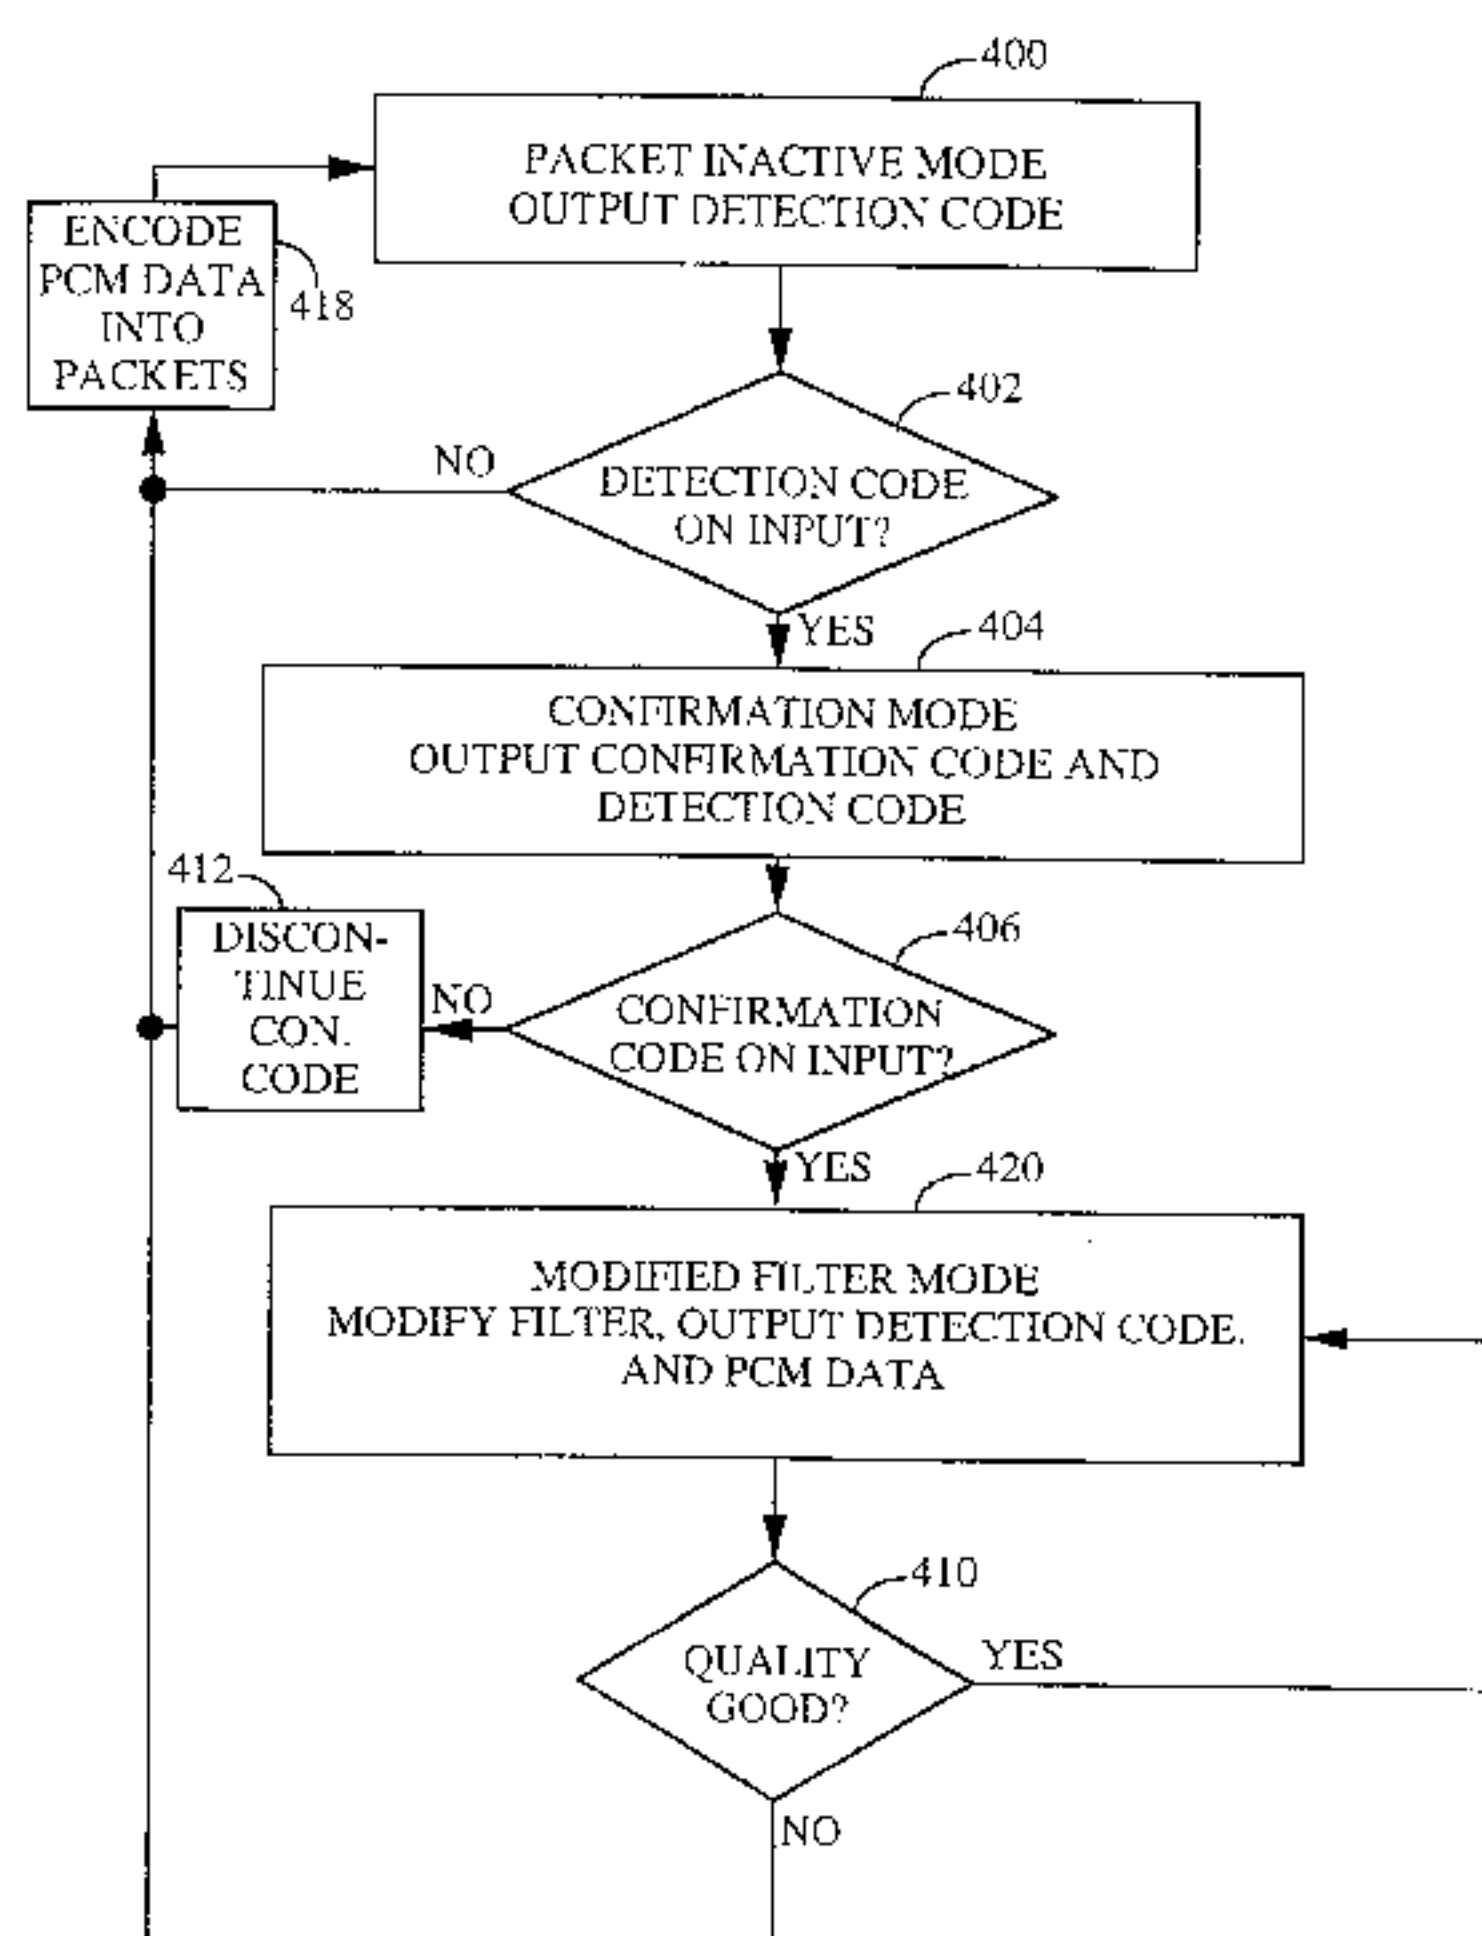 400
PACKET INACTIVE MODE
OUTPUT DETECTION CODE
ENCODE
PCM DATA
INTO
PACKETS
418
402
NO
DETECTION CODE
ON INPUT?
YES
404
CONFIRMATION MODE
OUTPUT CONFIRMATION CODE AND
DETECTION CODE
412
DISCON-
TINUE
CON.
CODE
NO
406
CONFIRMATION
CODE ON INPUT?
YES
420
MODIFIED FILTER MODE
MODIFY FILTER, OUTPUT DETECTION CODE.
AND PCM DATA
410
QUALITY
GOOD?
YES
NO